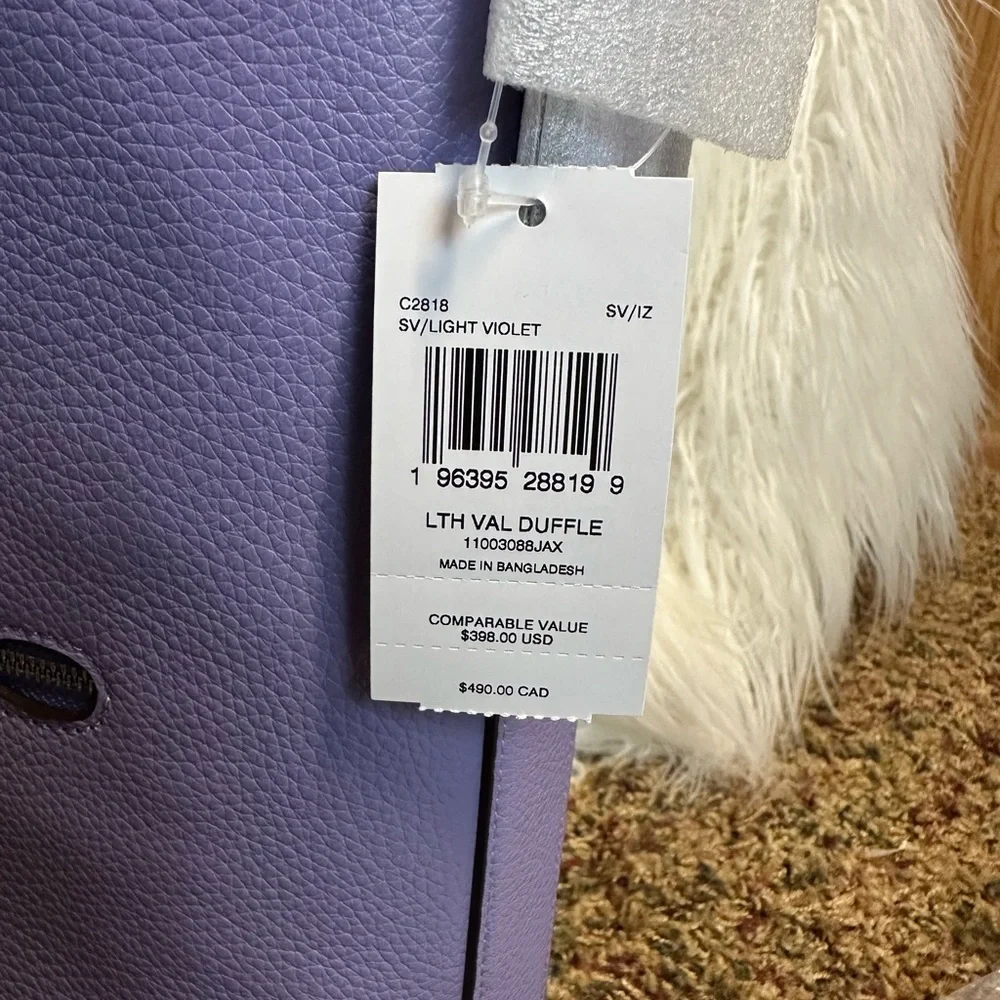 C2818 SV/IZ
SV/LIGHT VIOLET
1 96395 28819 9
LTH VAL DUFFLE
11003088JAX
MADE IN BANGLADESH
COMPARABLE VALUE
$398.00 USD
$490.00 CAD